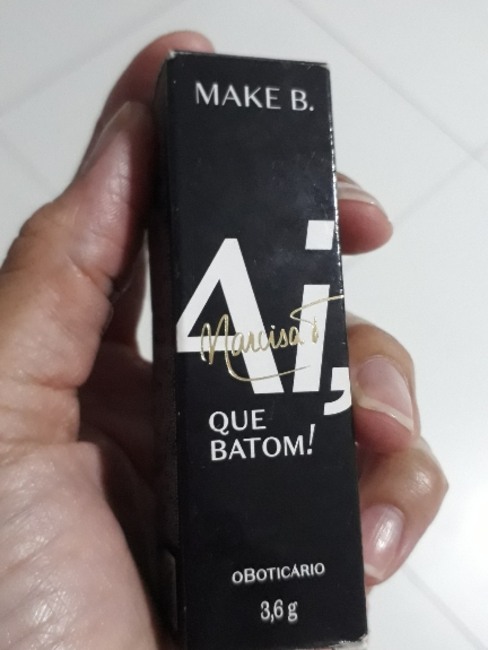 MAKE B.
Ai,
Narcisa T
QUE
BATOM!
oBOTICÁRIO
3,6 g